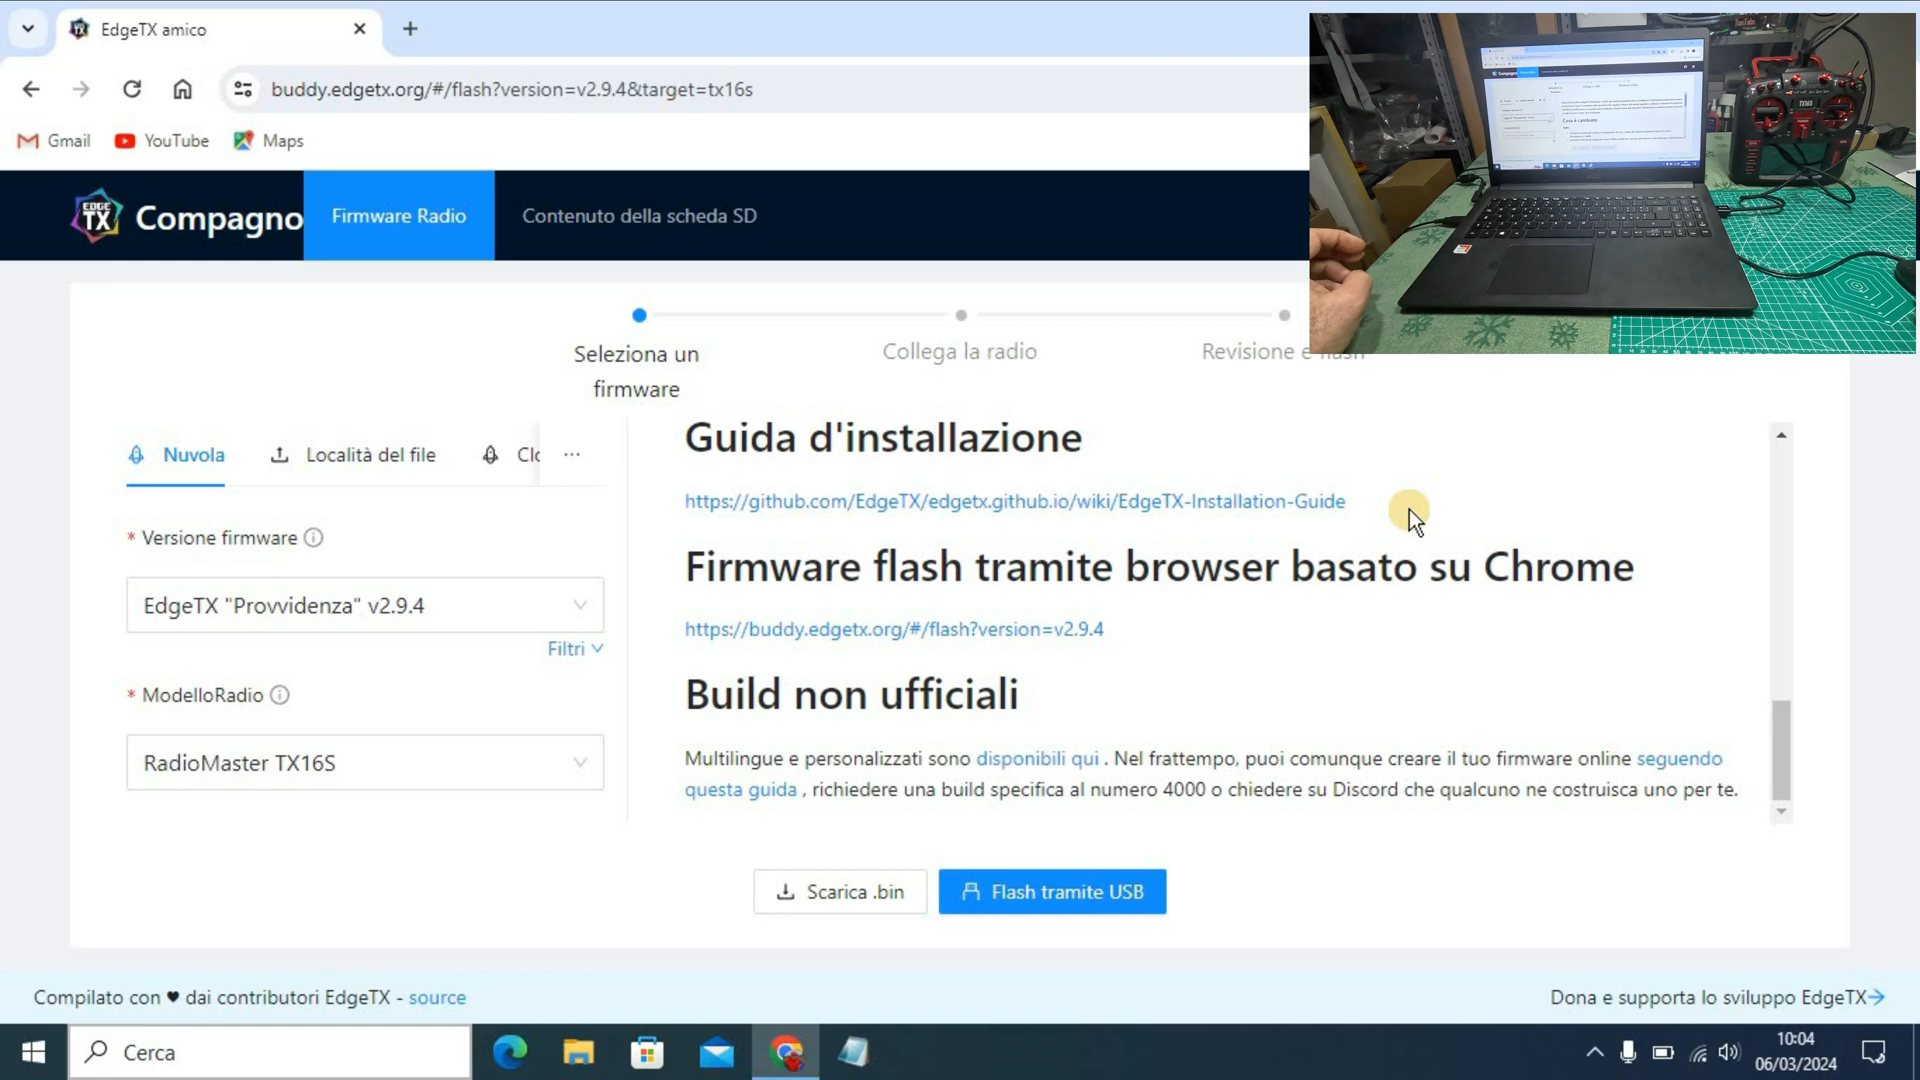 EdgeTX amico
buddy.edgetx.org/#/flash?version=v2.9.4&target=tx16s
Gmail
YouTube
Maps
EDGE
TX
Compagno
Firmware Radio
Contenuto della scheda SD
Seleziona un
firmware
Collega la radio
Revisione e flash
Nuvola
Località del file
Clo
...
Guida d'installazione
https://github.com/EdgeTX/edgetx.github.io/wiki/EdgeTX-Installation-Guide
* Versione firmware
EdgeTX "Provvidenza" v2.9.4
Filtri
* ModelloRadio
RadioMaster TX16S
Firmware flash tramite browser basato su Chrome
https://buddy.edgetx.org/#/flash?version=v2.9.4
Build non ufficiali
Multilingue e personalizzati sono disponibili qui . Nel frattempo, puoi comunque creare il tuo firmware online seguendo
questa guida , richiedere una build specifica al numero 4000 o chiedere su Discord che qualcuno ne costruisca uno per te.
Scarica .bin
Flash tramite USB
Compilato con ♥ dai contributori EdgeTX - source
Dona e supporta lo sviluppo EdgeTX
Cerca
10:04
06/03/2024